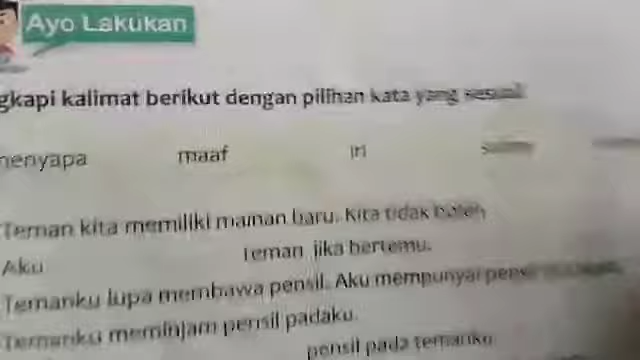 Ayo Lakukan
gkapi kalimat berikut dengan pilihan kata yang sesuai
menyapa maaf iri
Teman kita memiliki mainan baru. Kita tidak boleh
Aku teman jika bertemu.
Temanku lupa membawa pensil. Aku mempunyai
Temanku meminjam pensil padaku.
pensil pada temanku